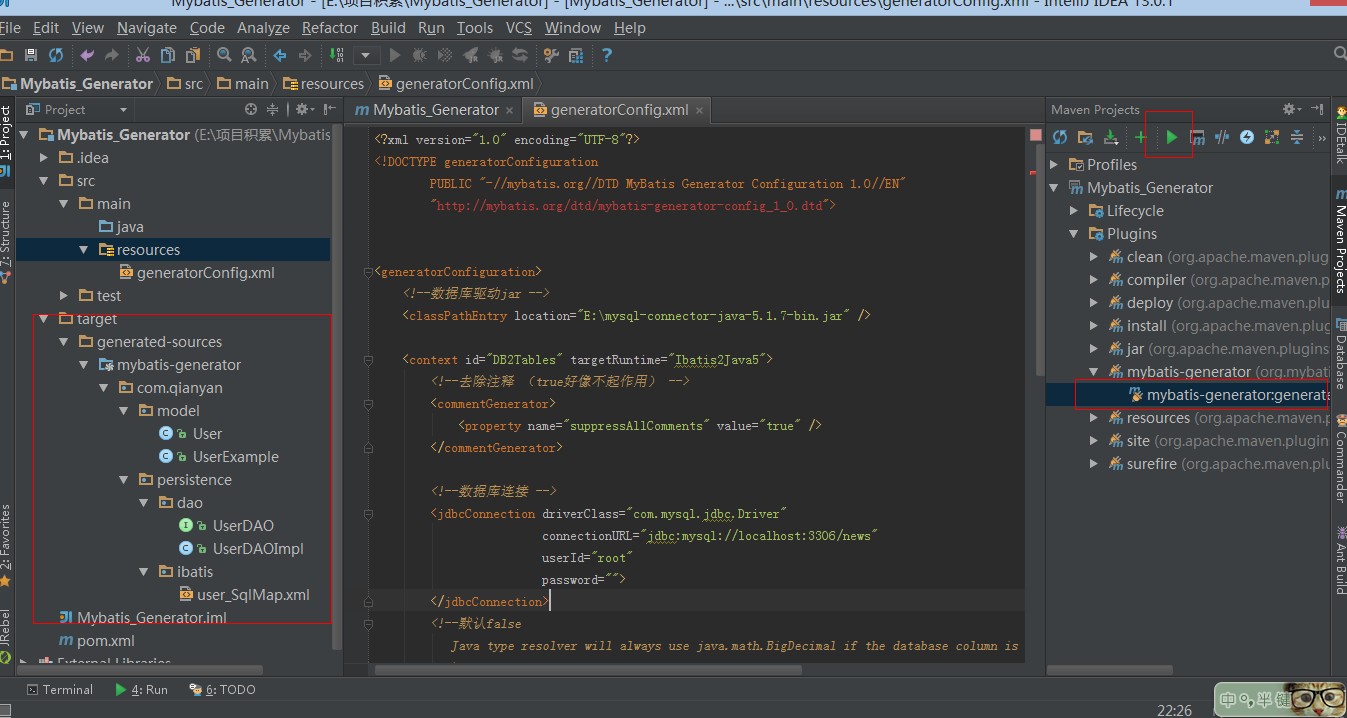 Mybatis_Generator - [E:\项目积累\Mybatis_Generator] - [Mybatis_Generator] - ...\src\main\resources\generatorConfig.xml - IntelliJ IDEA 13.0.1
File Edit View Navigate Code Analyze Refactor Build Run Tools VCS Window Help
Mybatis_Generator src main resources generatorConfig.xml
Project
Mybatis_Generator (E:\项目积累\Mybatis
.idea
src
main
java
resources
generatorConfig.xml
test
target
generated-sources
mybatis-generator
com.qianyan
model
User
UserExample
persistence
dao
UserDAO
UserDAOImpl
ibatis
user_SqlMap.xml
Mybatis_Generator.iml
pom.xml
External Libraries
1: Project
7: Structure
2: Favorites
JRebel
Mybatis_Generator generatorConfig.xml
<?xml version="1.0" encoding="UTF-8"?>
<!DOCTYPE generatorConfiguration
PUBLIC "-//mybatis.org//DTD MyBatis Generator Configuration 1.0//EN"
"http://mybatis.org/dtd/mybatis-generator-config_1_0.dtd">
<generatorConfiguration>
<!--数据库驱动jar -->
<classPathEntry location="E:\mysql-connector-java-5.1.7-bin.jar" />
<context id="DB2Tables" targetRuntime="Ibatis2Java5">
<!--去除注释 （true好像不起作用） -->
<commentGenerator>
<property name="suppressAllComments" value="true" />
</commentGenerator>
<!--数据库连接 -->
<jdbcConnection driverClass="com.mysql.jdbc.Driver"
connectionURL="jdbc:mysql://localhost:3306/news"
userId="root"
password="">
</jdbcConnection>
<!--默认false
Java type resolver will always use java.math.BigDecimal if the database column is
Maven Projects
Profiles
Mybatis_Generator
Lifecycle
Plugins
clean (org.apache.maven.plug
compiler (org.apache.maven.p
deploy (org.apache.maven.plu
install (org.apache.maven.plug
jar (org.apache.maven.plugins
mybatis-generator (org.mybati
mybatis-generator:generate
resources (org.apache.maven.p
site (org.apache.maven.plugin
surefire (org.apache.maven.plu
IDEtalk
Maven Projects
Database
Commander
Ant Build
Terminal 4: Run 6: TODO
22:26
中 半 键